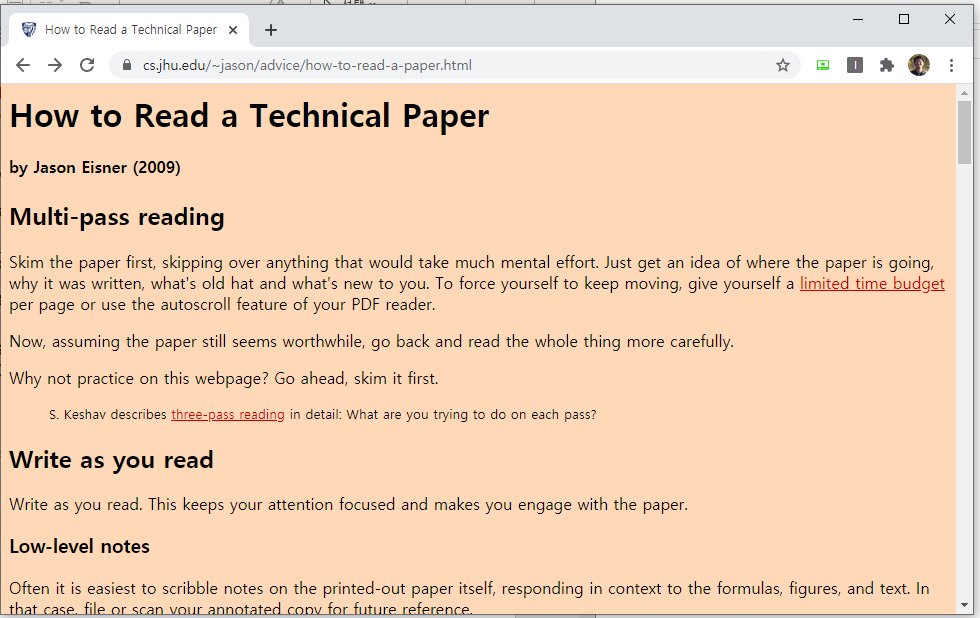 How to Read a Technical Paper
cs.jhu.edu/~jason/advice/how-to-read-a-paper.html
How to Read a Technical Paper
by Jason Eisner (2009)
Multi-pass reading
Skim the paper first, skipping over anything that would take much mental effort. Just get an idea of where the paper is going,
why it was written, what's old hat and what's new to you. To force yourself to keep moving, give yourself a limited time budget
per page or use the autoscroll feature of your PDF reader.
Now, assuming the paper still seems worthwhile, go back and read the whole thing more carefully.
Why not practice on this webpage? Go ahead, skim it first.
S. Keshav describes three-pass reading in detail: What are you trying to do on each pass?
Write as you read
Write as you read. This keeps your attention focused and makes you engage with the paper.
Low-level notes
Often it is easiest to scribble notes on the printed-out paper itself, responding in context to the formulas, figures, and text. In
that case, file or scan your annotated copy for future reference.